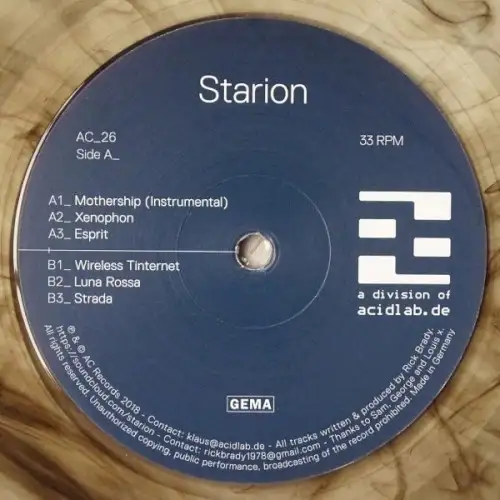 Starion
AC_26
Side A_
33 RPM
A1_ Mothership (Instrumental)
A2_ Xenophon
A3_ Esprit
B1_ Wireless Tinternet
B2_ Luna Rossa
B3_ Strada
a division of
acidlab.de
GEMA
℗ & © AC Records 2018 - Contact: klaus@acidlab.de - All tracks written & produced by Rick Brady.
https://soundcloud.com/starion - Contact: rickbrady1978@gmail.com - Thanks to Sam, George and Louis x.
All rights reserved. Unauthorized copying, public performance, broadcasting of the record prohibited. Made in Germany